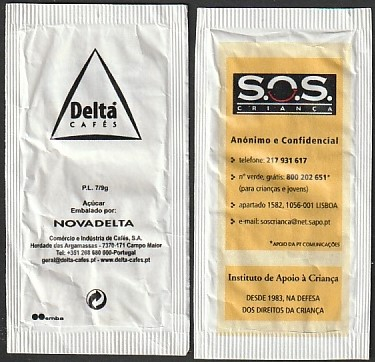 Delta
CAFÉS
P.L. 7/9g
Açúcar
Embalado por:
NOVADELTA
Comércio e Indústria de Cafés, S.A.
Herdade das Argamassas - 7370-171 Campo Maior
Tel: +351 268 680 000-Portugal
geral@delta-cafes.pt - www.delta-cafes.pt
emba
S.O.S.
CRIANÇA
Anónimo e Confidencial
telefone: 217 931 617
nº verde, grátis: 800 202 651*
(para crianças e jovens)
apartado 1582, 1056-001 LISBOA
e-mail: soscrianca@net.sapo.pt
*APOIO DA PT COMUNICAÇÕES
Instituto de Apoio à Criança
DESDE 1983, NA DEFESA
DOS DIREITOS DA CRIANÇA